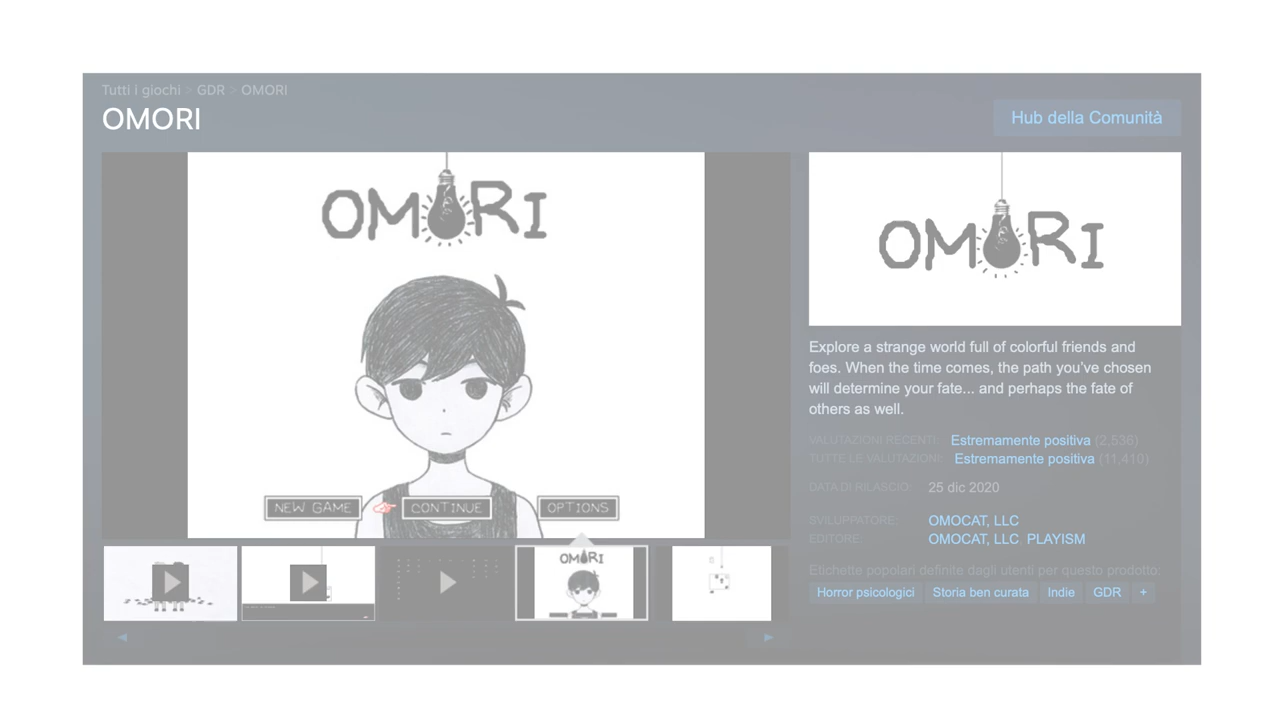 Tutti i giochi > GDR > OMORI
OMORI
Hub della Comunità
OMORI
NEW GAME
CONTINUE
OPTIONS
OMORI
OMORI
Explore a strange world full of colorful friends and
foes. When the time comes, the path you've chosen
will determine your fate... and perhaps the fate of
others as well.
VALUTAZIONI RECENTI: Estremamente positiva (2,536)
TUTTE LE VALUTAZIONI: Estremamente positiva (11,410)
DATA DI RILASCIO: 25 dic 2020
SVILUPPATORE: OMOCAT, LLC
EDITORE: OMOCAT, LLC PLAYISM
Etichette popolari definite dagli utenti per questo prodotto:
Horror psicologici Storia ben curata Indie GDR +